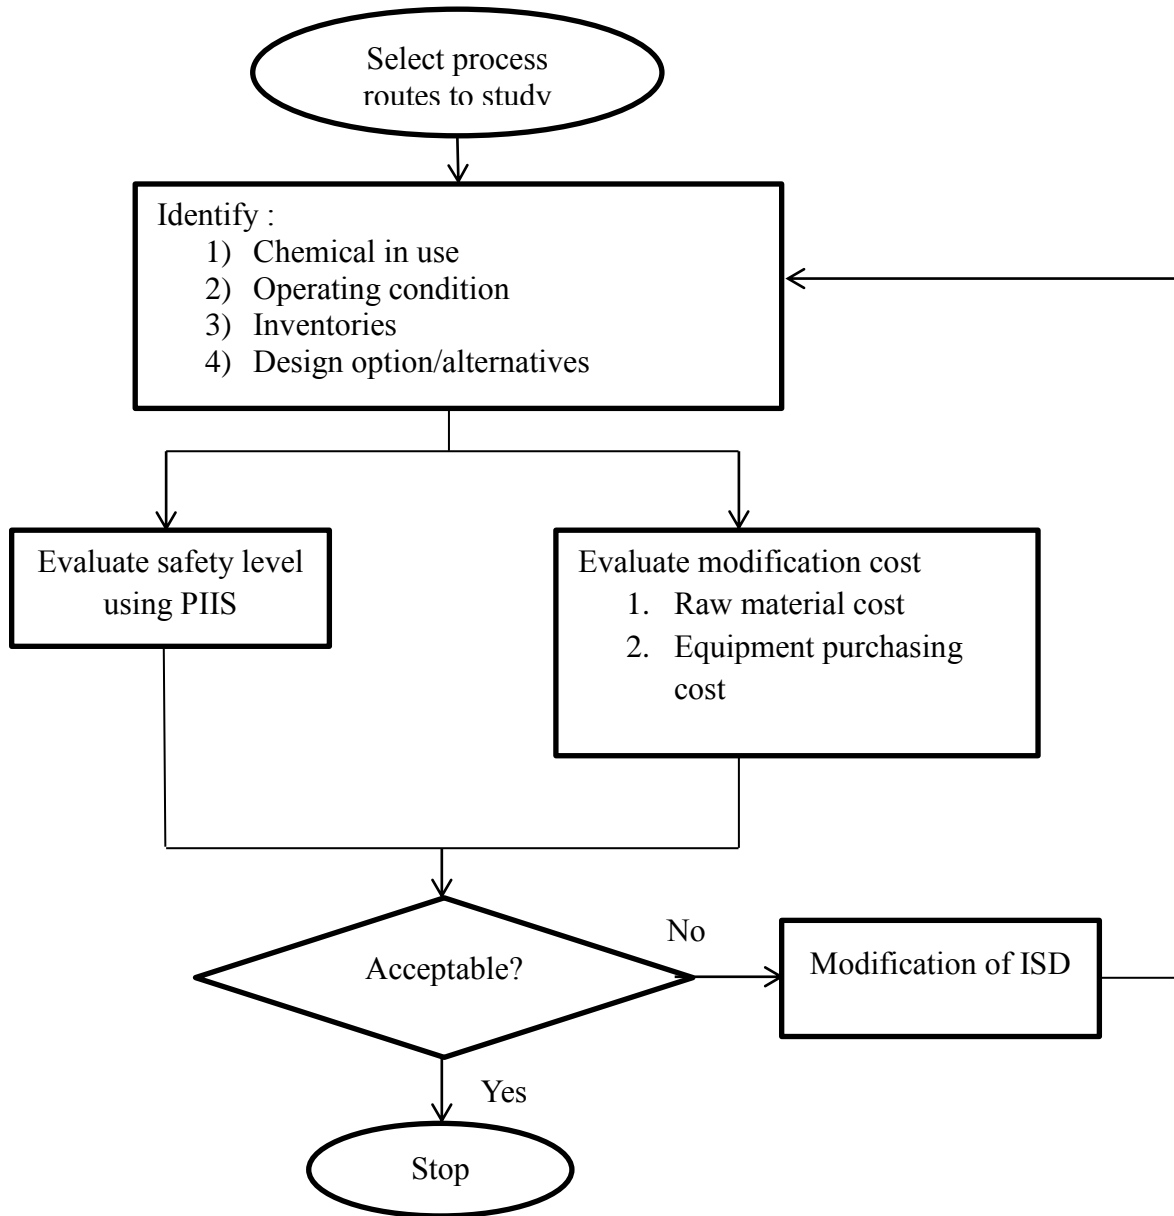 Select process
routes to study
Identify :
1) Chemical in use
2) Operating condition
3) Inventories
4) Design option/alternatives
Evaluate safety level
using PIIS
Evaluate modification cost
1. Raw material cost
2. Equipment purchasing
cost
Acceptable?
No
Modification of ISD
Yes
Stop